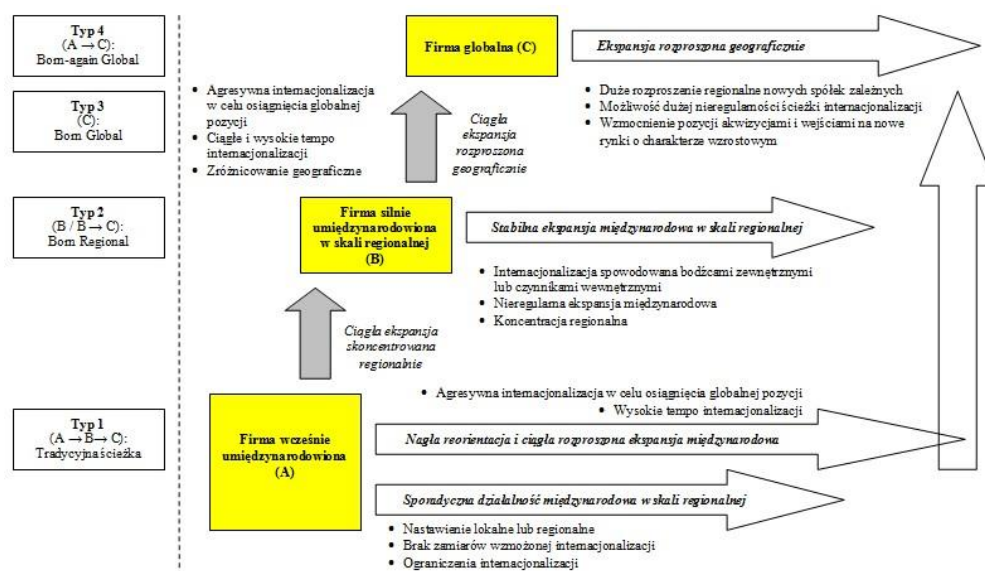 Typ 4
(A → C):
Born-again Global
Typ 3
(C):
Born Global
Typ 2
(B / B → C):
Born Regional
Typ 1
(A → B → C):
Tradycyjna ścieżka
Firma globalna (C)
Ekspansja rozproszona geograficznie
• Agresywna internacjonalizacja
w celu osiągnięcia globalnej
pozycji
• Ciągłe i wysokie tempo
internacjonalizacji
• Zróżnicowanie geograficzne
Ciągła
ekspansja
rozproszona
geograficznie
• Duże rozproszenie regionalne nowych spółek zależnych
• Możliwość dużej nieregularności ścieżki internacjonalizacji
• Wzmocnienie pozycji akwizycjami i wejściami na nowe
rynki o charakterze wzrostowym
Firma silnie
umiędzynarodowiona
w skali regionalnej
(B)
Stabilna ekspansja międzynarodowa w skali regionalnej
• Internacjonalizacja spowodowana bodźcami zewnętrznymi
lub czynnikami wewnętrznymi
• Nieregularna ekspansja międzynarodowa
• Koncentracja regionalna
Ciągła ekspansja
skoncentrowana
regionalnie
• Agresywna internacjonalizacja w celu osiągnięcia globalnej pozycji
• Wysokie tempo internacjonalizacji
Firma wcześnie
umiędzynarodowiona
(A)
Nagła reorientacja i ciągła rozproszona ekspansja międzynarodowa
Sporadyczna działalność międzynarodowa w skali regionalnej
• Nastawienie lokalne lub regionalne
• Brak zamiarów wzmożonej internacjonalizacji
• Ograniczenia internacjonalizacji